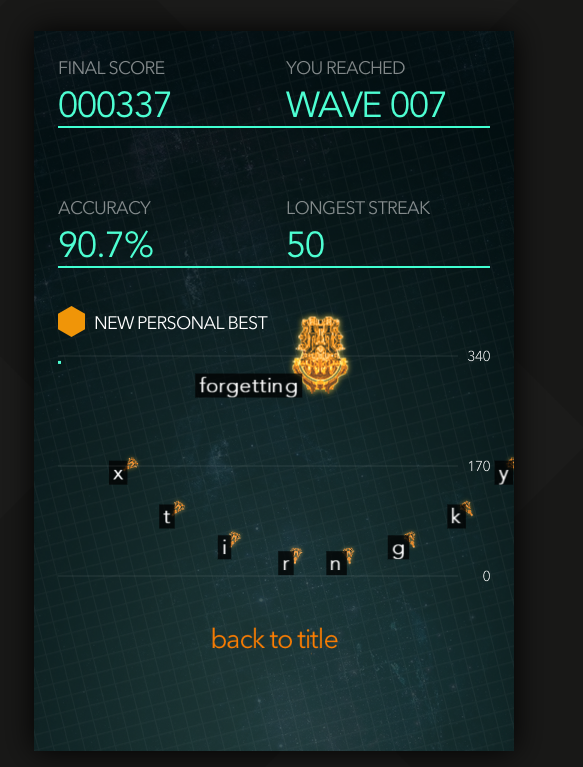 FINAL SCORE
YOU REACHED
000337
WAVE 007
ACCURACY
LONGEST STREAK
90.7%
50
NEW PERSONAL BEST
340
forgetting
x
170
y
t
k
i
g
r
n
0
back to title